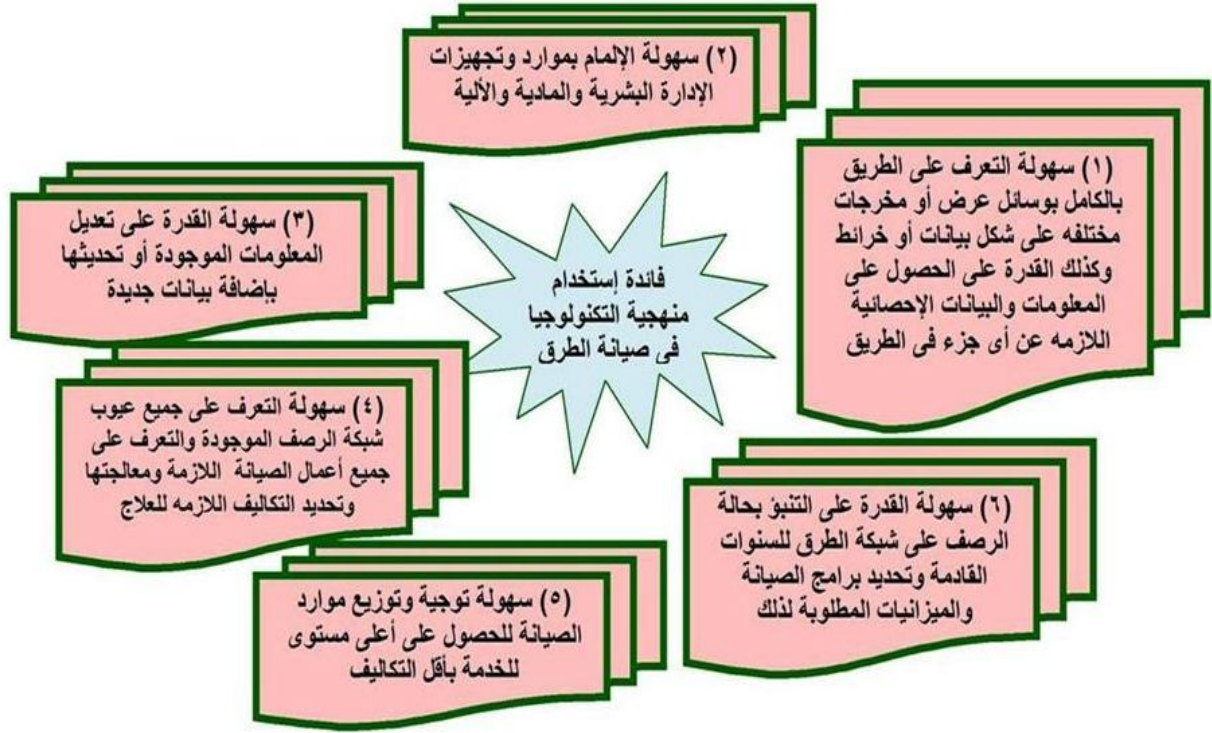 (٢) سهولة الإلمام بموارد وتجهيزات
الإدارة البشرية والمادية والألية
(١) سهولة التعرف على الطريق
بالكامل بوسائل عرض أو مخرجات
مختلفه على شكل بيانات أو خرائط
وكذلك القدرة على الحصول على
المعلومات والبيانات الإحصائية
اللازمه عن أى جزء فى الطريق
(٣) سهولة القدرة على تعديل
المعلومات الموجودة أو تحديثها
بإضافة بيانات جديدة
فائدة إستخدام
منهجية التكنولوجيا
فى صيانة الطرق
(٤) سهولة التعرف على جميع عيوب
شبكة الرصف الموجودة والتعرف على
جميع أعمال الصيانة اللازمة ومعالجتها
وتحديد التكاليف اللازمه للعلاج
(٥) سهولة توجية وتوزيع موارد
الصيانة للحصول على أعلى مستوى
للخدمة بأقل التكاليف
(٦) سهولة القدرة على التنبؤ بحالة
الرصف على شبكة الطرق للسنوات
القادمة وتحديد برامج الصيانة
والميزانيات المطلوبة لذلك